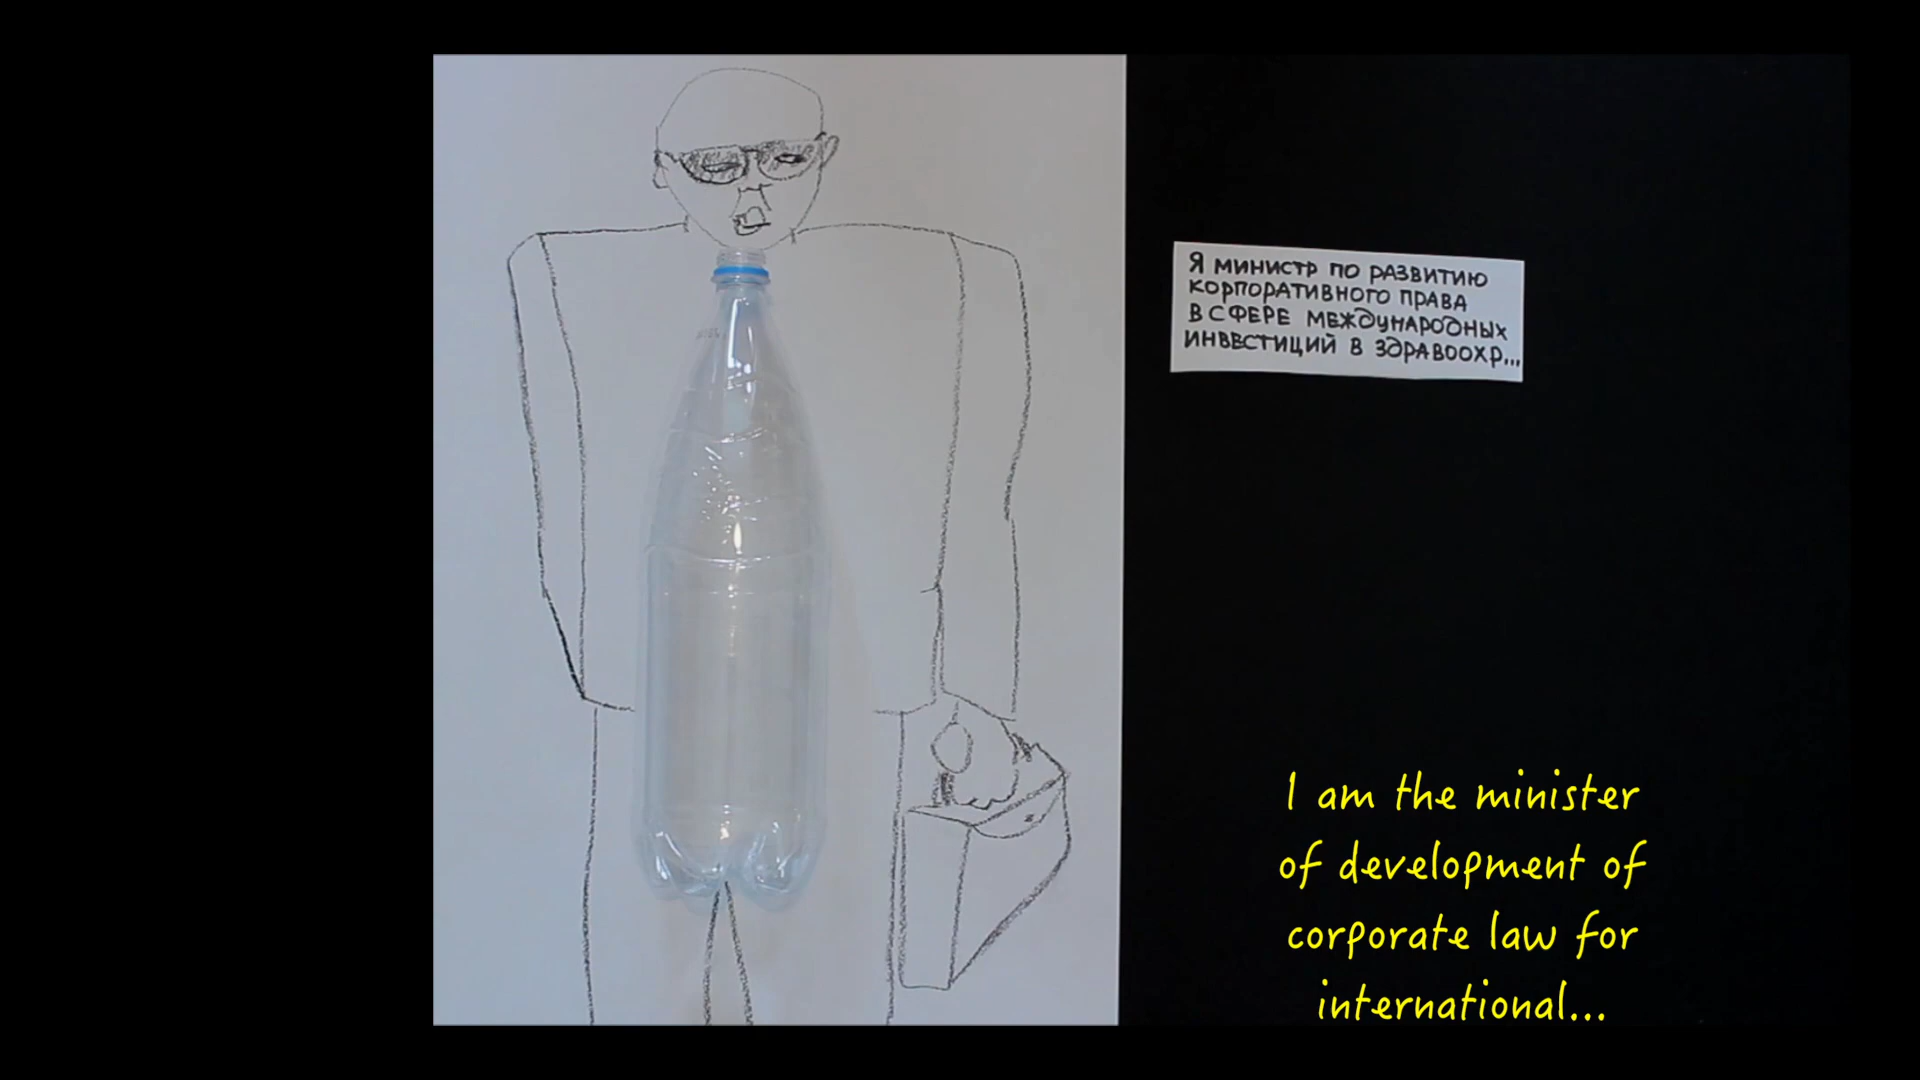 Я МИНИСТР ПО РАЗВИТИЮ
КОРПОРАТИВНОГО ПРАВА
В СФЕРЕ МЕЖДУНАРОДНЫХ
ИНВЕСТИЦИЙ В ЗДРАВООХР...
I am the minister
of development of
corporate law for
international...